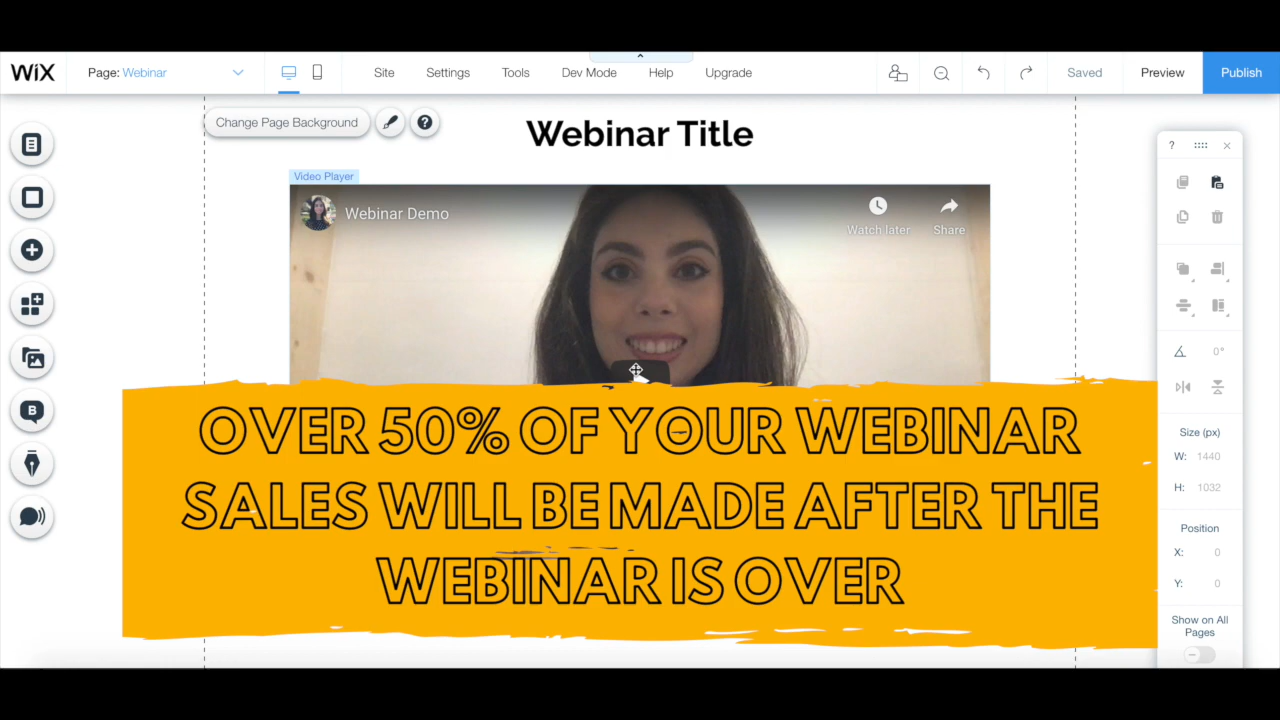 WiX
Page: Webinar
Site
Settings
Tools
Dev Mode
Help
Upgrade
Saved
Preview
Publish
Change Page Background
?
Webinar Title
?
Video Player
Webinar Demo
Watch later
Share
B
0°
OVER 50% OF YOUR WEBINAR
SALES WILL BE MADE AFTER THE
WEBINAR IS OVER
Size (px)
W: 1440
H: 1032
Position
X: 0
Y: 0
Show on All
Pages